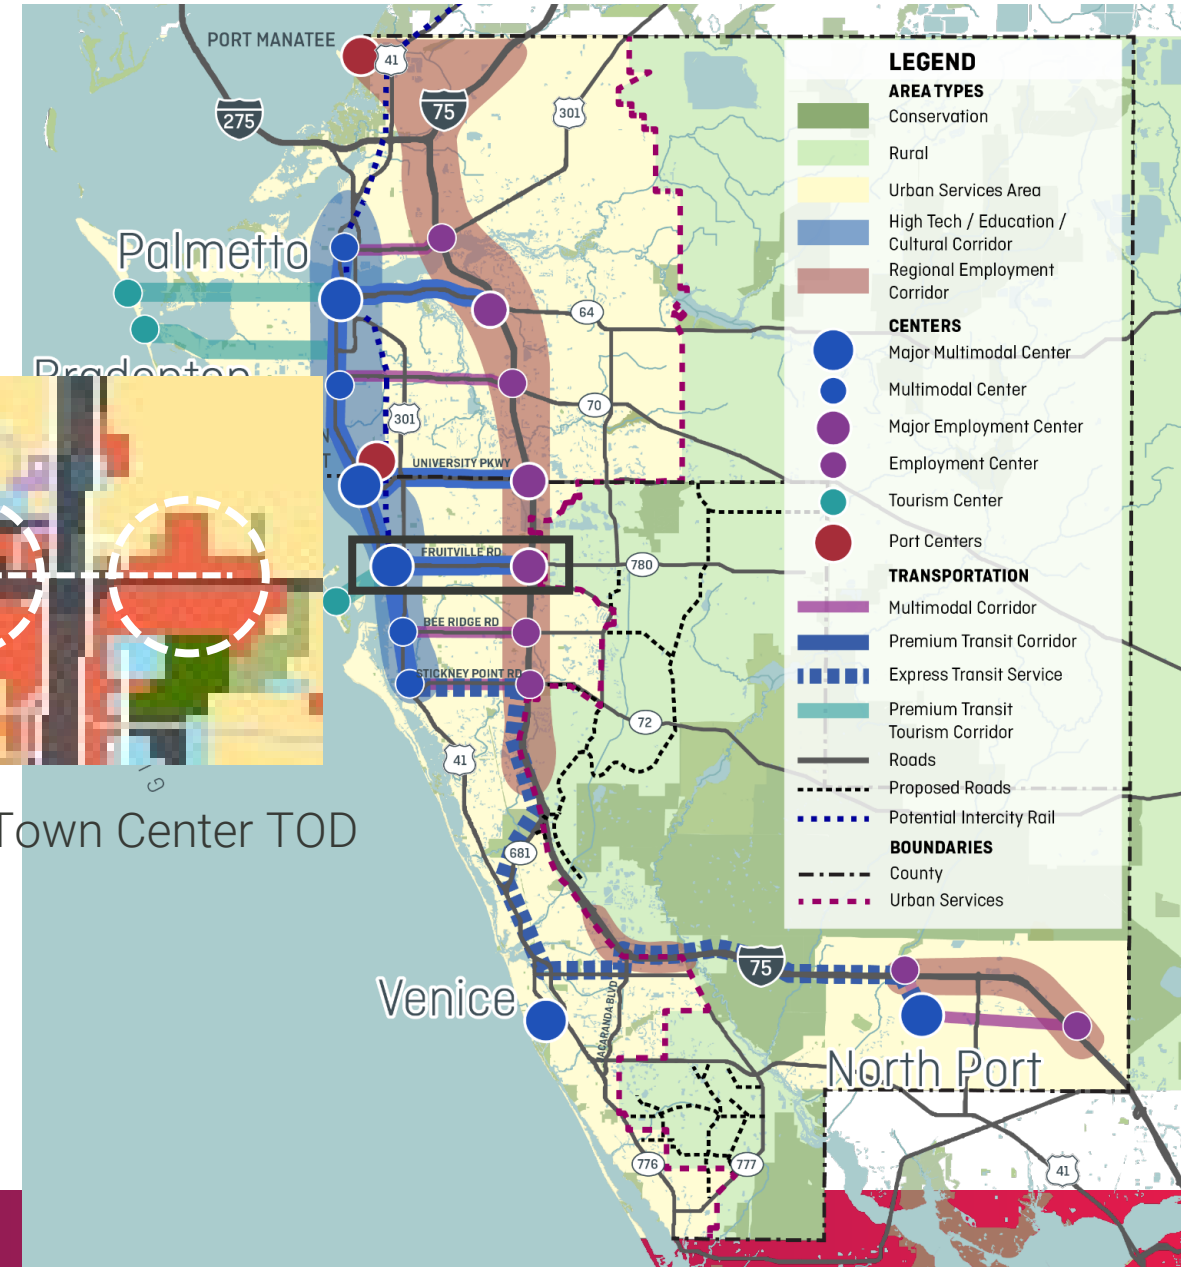 PORT MANATEE
41
275
75
301
Palmetto
64
Bradenton
70
301
UNIVERSITY PKWY
FRUITVILLE RD
780
BEE RIDGE RD
STICKNEY POINT RD
72
41
Town Center TOD
681
75
Venice
JACARANDA BLVD
North Port
776
777
41
LEGEND
AREA TYPES
Conservation
Rural
Urban Services Area
High Tech / Education /
Cultural Corridor
Regional Employment
Corridor
CENTERS
Major Multimodal Center
Multimodal Center
Major Employment Center
Employment Center
Tourism Center
Port Centers
TRANSPORTATION
Multimodal Corridor
Premium Transit Corridor
Express Transit Service
Premium Transit
Tourism Corridor
Roads
Proposed Roads
Potential Intercity Rail
BOUNDARIES
County
Urban Services